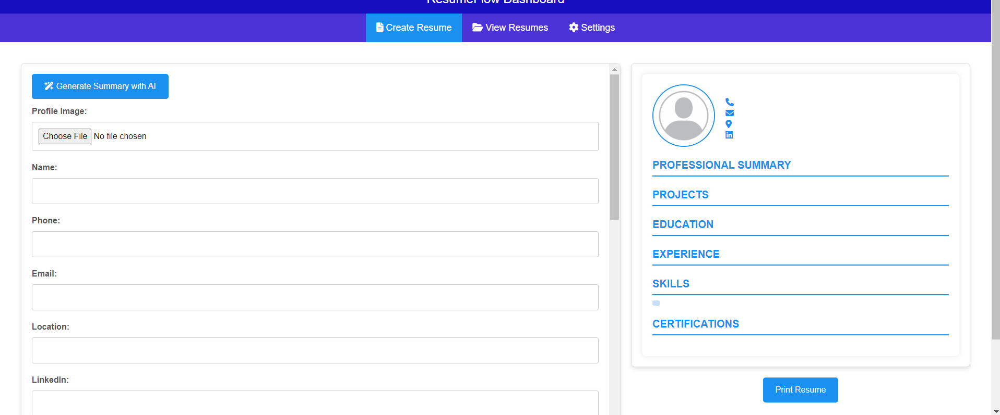 ResumeFlow Dashboard
Create Resume
View Resumes
Settings
Generate Summary with AI
Profile Image:
Choose File No file chosen
Name:
Phone:
Email:
Location:
LinkedIn:
PROFESSIONAL SUMMARY
PROJECTS
EDUCATION
EXPERIENCE
SKILLS
CERTIFICATIONS
Print Resume